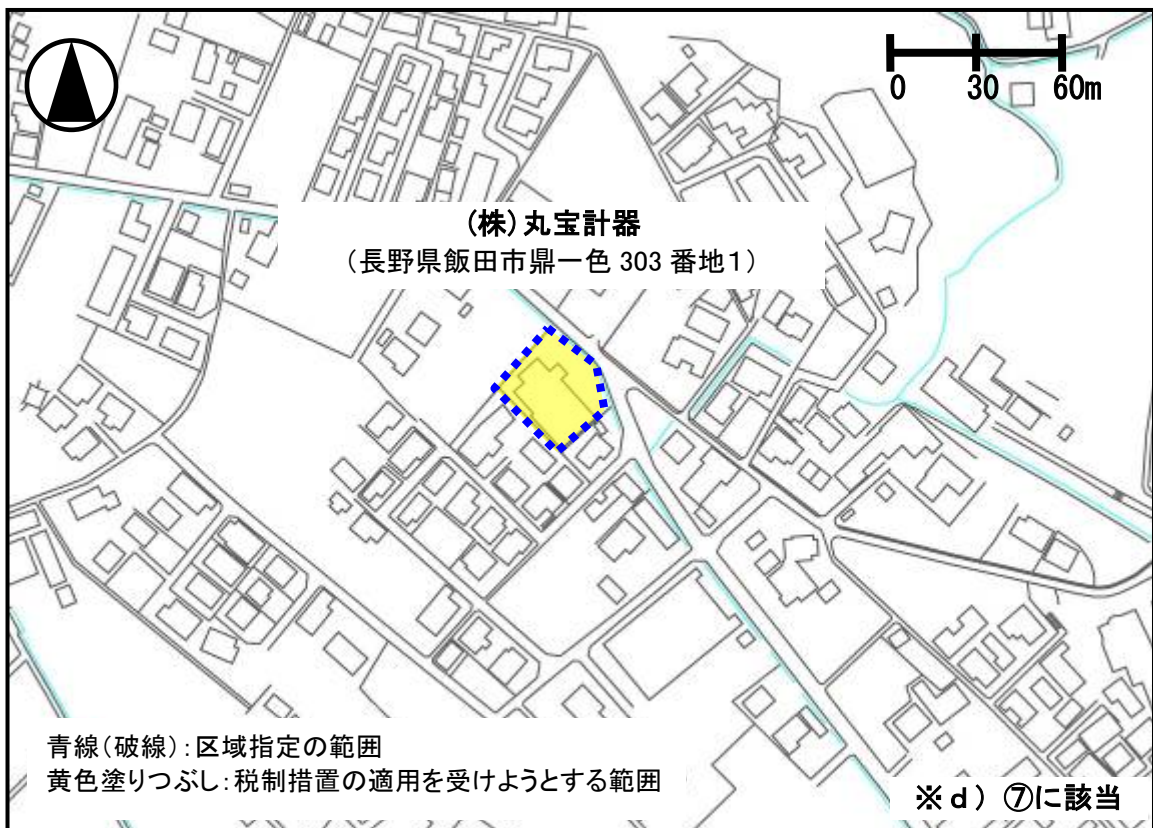 0 30 60m
(株)丸宝計器
(長野県飯田市鼎一色 303 番地1)
青線(破線):区域指定の範囲
黄色塗りつぶし:税制措置の適用を受けようとする範囲
※d) ⑦に該当